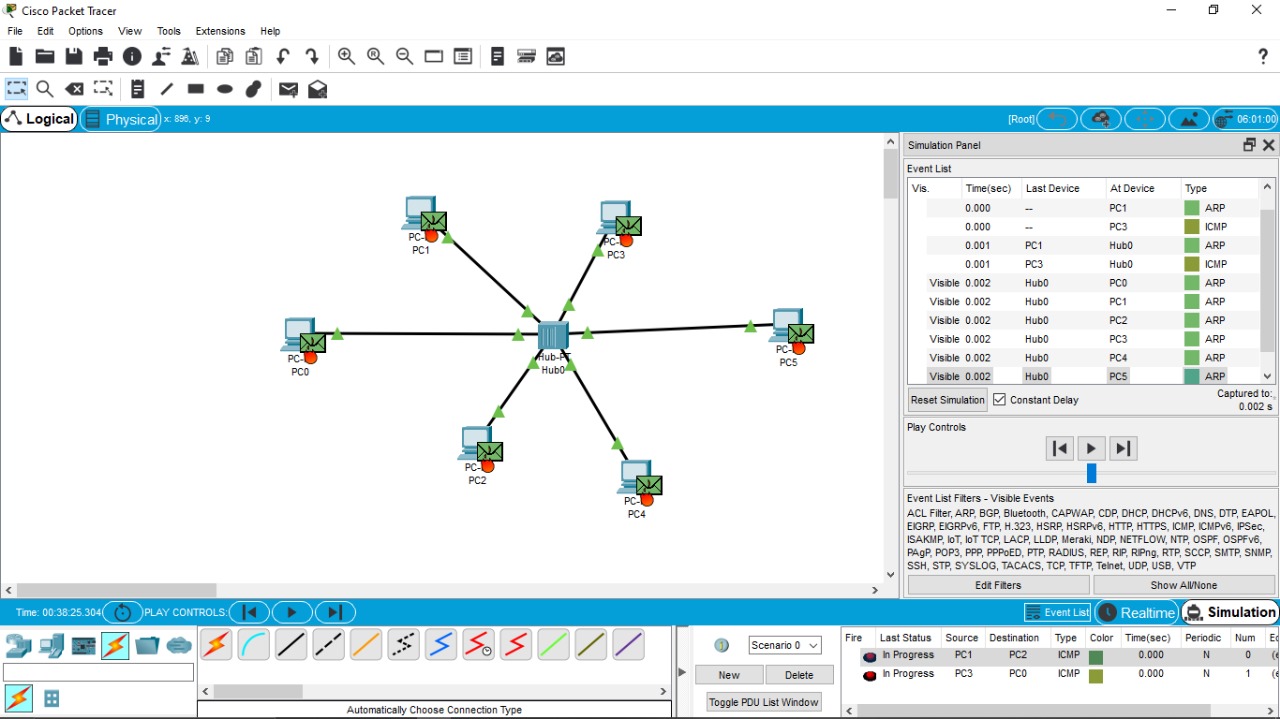 Cisco Packet Tracer
File Edit Options View Tools Extensions Help
?
Logical Physical x: 896, y: 9 [Root] 06:01:00
Simulation Panel
Event List
Vis. Time(sec) Last Device At Device Type
0.000 -- PC1 ARP
0.000 -- PC3 ICMP
0.001 PC1 Hub0 ARP
0.001 PC3 Hub0 ICMP
Visible 0.002 Hub0 PC0 ARP
Visible 0.002 Hub0 PC1 ARP
Visible 0.002 Hub0 PC2 ARP
Visible 0.002 Hub0 PC3 ARP
Visible 0.002 Hub0 PC4 ARP
Visible 0.002 Hub0 PC5 ARP
Reset Simulation Constant Delay Captured to:
0.002 s
Play Controls
Event List Filters - Visible Events
ACL Filter, ARP, BGP, Bluetooth, CAPWAP, CDP, DHCP, DHCPv6, DNS, DTP, EAPOL,
EIGRP, EIGRPv6, FTP, H.323, HSRP, HSRPv6, HTTP, HTTPS, ICMP, ICMPv6, IPSec,
ISAKMP, IoT, IoT TCP, LACP, LLDP, Meraki, NDP, NETFLOW, NTP, OSPF, OSPFv6,
PAgP, POP3, PPP, PPPoED, PTP, RADIUS, REP, RIP, RIPng, RTP, SCCP, SMTP, SNMP,
SSH, STP, SYSLOG, TACACS, TCP, TFTP, Telnet, UDP, USB, VTP
Edit Filters Show All/None
PC-
PC1
PC-
PC3
PC-
PC0
Hub-PT
Hub0
PC-
PC5
PC-
PC2
PC-
PC4
Time: 00:38:25.304 PLAY CONTROLS: Event List Realtime Simulation
Scenario 0
New Delete
Toggle PDU List Window
Automatically Choose Connection Type
Fire Last Status Source Destination Type Color Time(sec) Periodic Num
In Progress PC1 PC2 ICMP 0.000 N 0 (e
In Progress PC3 PC0 ICMP 0.000 N 1 (e